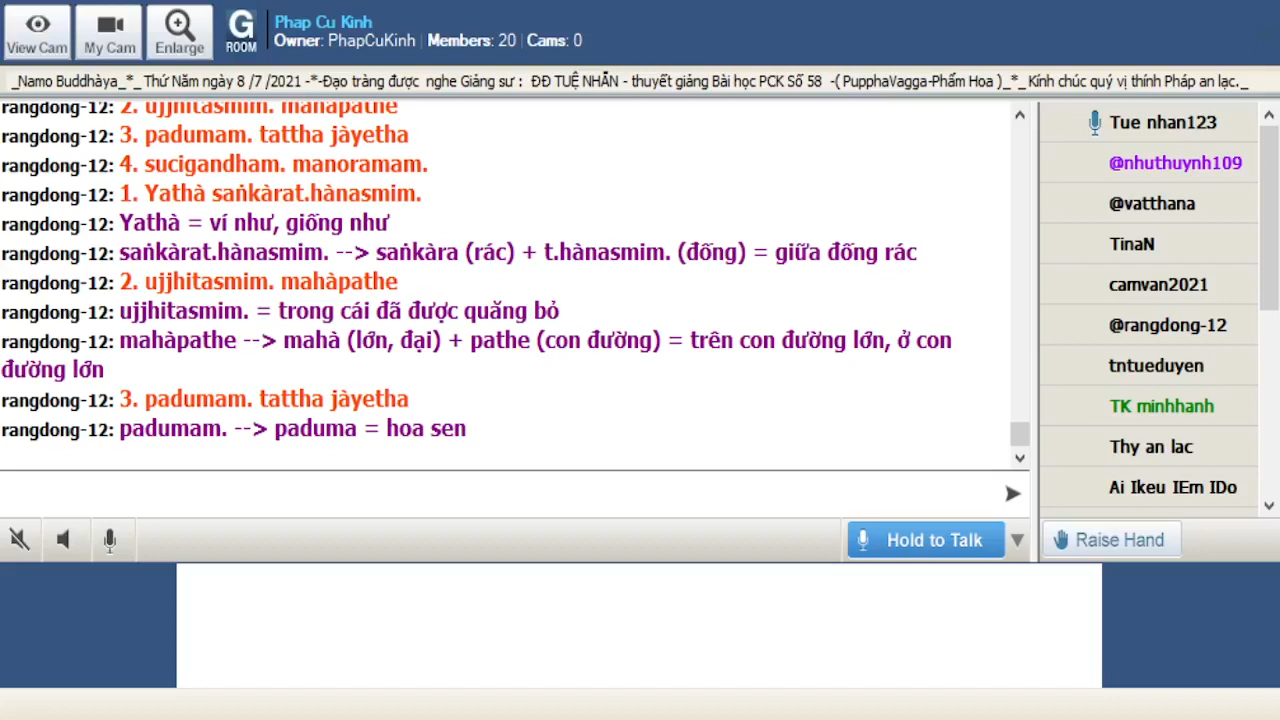 View Cam
My Cam
Enlarge
G
ROOM
Phap Cu Kinh
Owner: PhapCuKinh | Members: 20 | Cams: 0
_Namo Buddhàya_*_ Thứ Năm ngày 8 /7 /2021 -*-Đạo tràng được nghe Giảng sư : ĐĐ TUỆ NHẪN - thuyết giảng Bài học PCK Số 58 -( PupphaVagga-Phẩm Hoa )_*_ Kính chúc quý vị thính Pháp an lạc._
rangdong-12: 2. ujjhitasmim. mahàpathe
rangdong-12: 3. padumam. tattha jàyetha
rangdong-12: 4. sucigandham. manoramam.
rangdong-12: 1. Yathà saṅkàrat.hànasmim.
rangdong-12: Yathà = ví như, giống như
rangdong-12: saṅkàrat.hànasmim. --> saṅkàra (rác) + t.hànasmim. (đống) = giữa đống rác
rangdong-12: 2. ujjhitasmim. mahàpathe
rangdong-12: ujjhitasmim. = trong cái đã được quăng bỏ
rangdong-12: mahàpathe --> mahà (lớn, đại) + pathe (con đường) = trên con đường lớn, ở con
đường lớn
rangdong-12: 3. padumam. tattha jàyetha
rangdong-12: padumam. --> paduma = hoa sen
Tue nhan123
@nhuthuynh109
@vatthana
TinaN
camvan2021
@rangdong-12
tntueduyen
TK minhhanh
Thy an lac
Ai Ikeu IEm IDo
Hold to Talk
Raise Hand